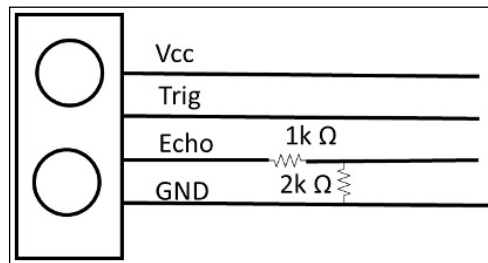 Vcc
Trig
Echo
1k Ω
GND
2k Ω